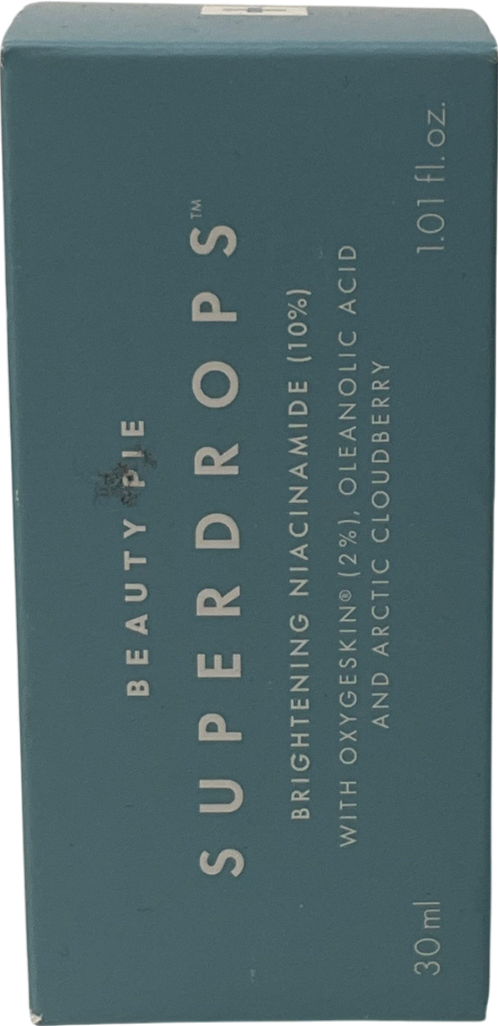 BEAUTY PIE
SUPERDROPS™
BRIGHTENING NIACINAMIDE (10%)
WITH OXYGESKIN® (2%), OLEANOLIC ACID
AND ARCTIC CLOUDBERRY
30 ml 1.01 fl. oz.